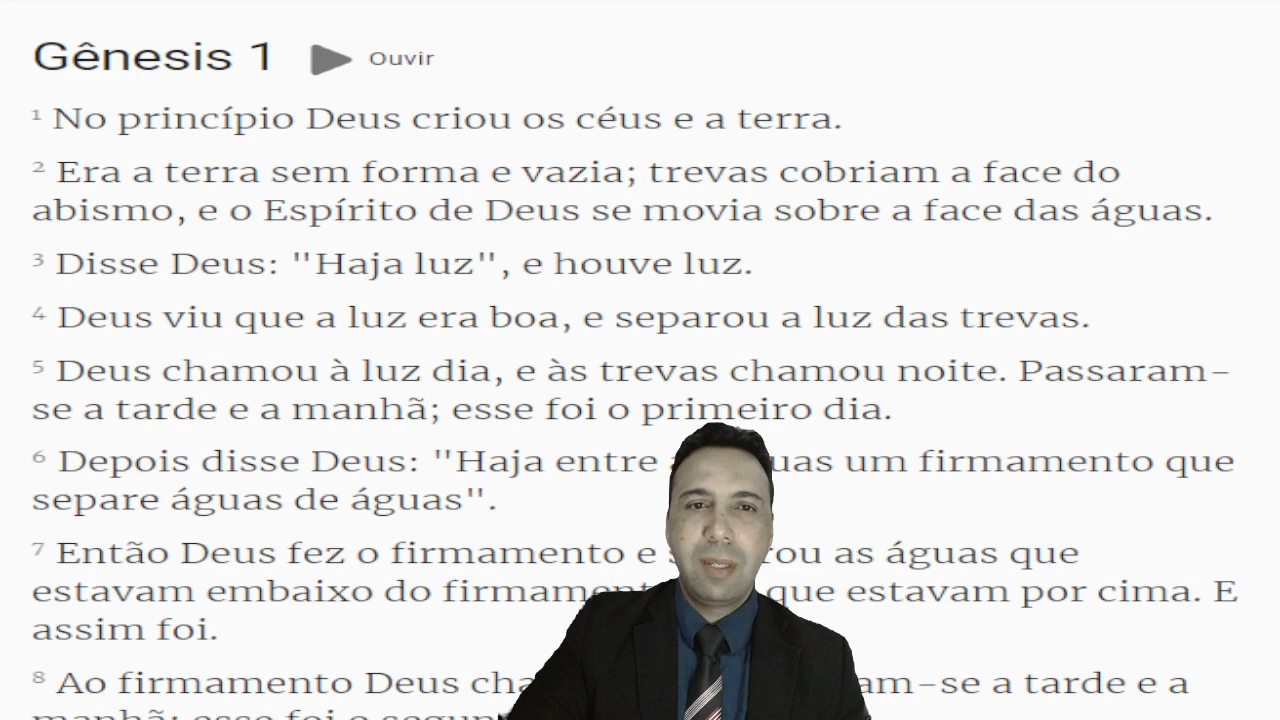 Gênesis 1 Ouvir
1 No princípio Deus criou os céus e a terra.
2 Era a terra sem forma e vazia; trevas cobriam a face do
abismo, e o Espírito de Deus se movia sobre a face das águas.
3 Disse Deus: "Haja luz", e houve luz.
4 Deus viu que a luz era boa, e separou a luz das trevas.
5 Deus chamou à luz dia, e às trevas chamou noite. Passaram-
se a tarde e a manhã; esse foi o primeiro dia.
6 Depois disse Deus: "Haja entre um firmamento que
separe águas de águas".
7 Então Deus fez o firmamento e as águas que
estavam embaixo do que estavam por cima. E
assim foi.
8 Ao firmamento Deus a tarde e a
manhã; esse foi o